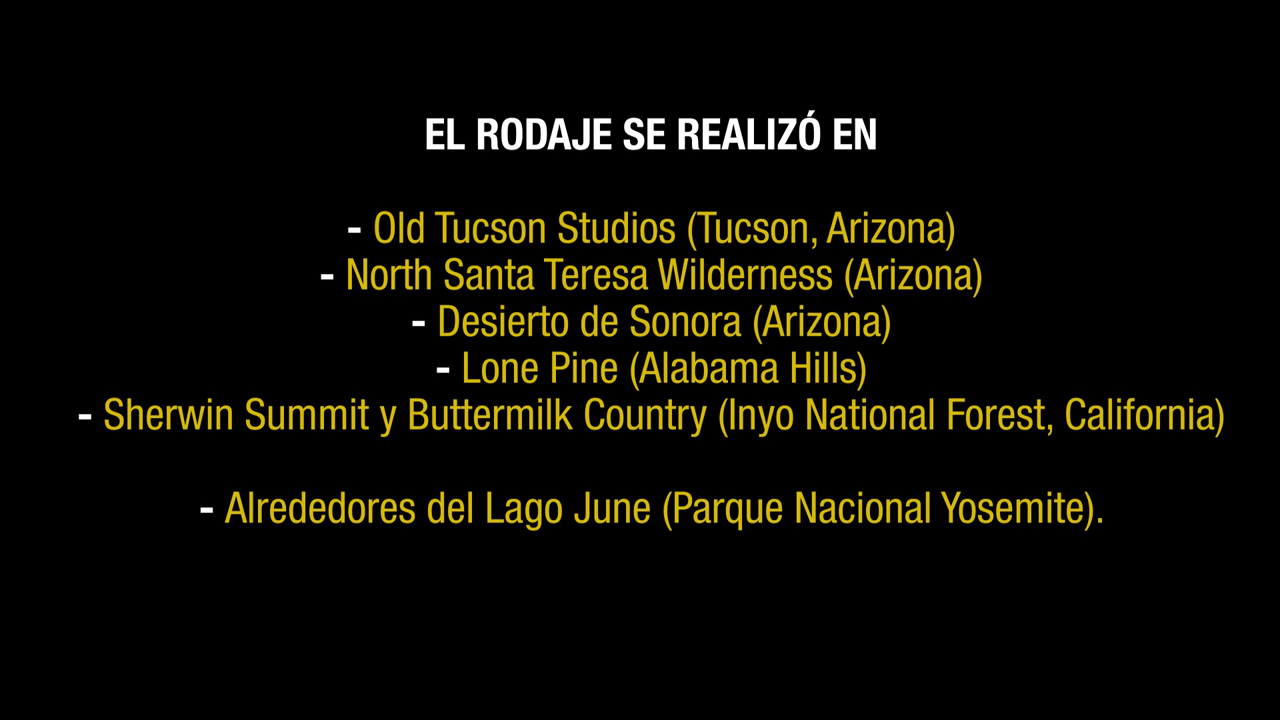 EL RODAJE SE REALIZÓ EN
- Old Tucson Studios (Tucson, Arizona)
- North Santa Teresa Wilderness (Arizona)
- Desierto de Sonora (Arizona)
- Lone Pine (Alabama Hills)
- Sherwin Summit y Buttermilk Country (Inyo National Forest, California)
- Alrededores del Lago June (Parque Nacional Yosemite).